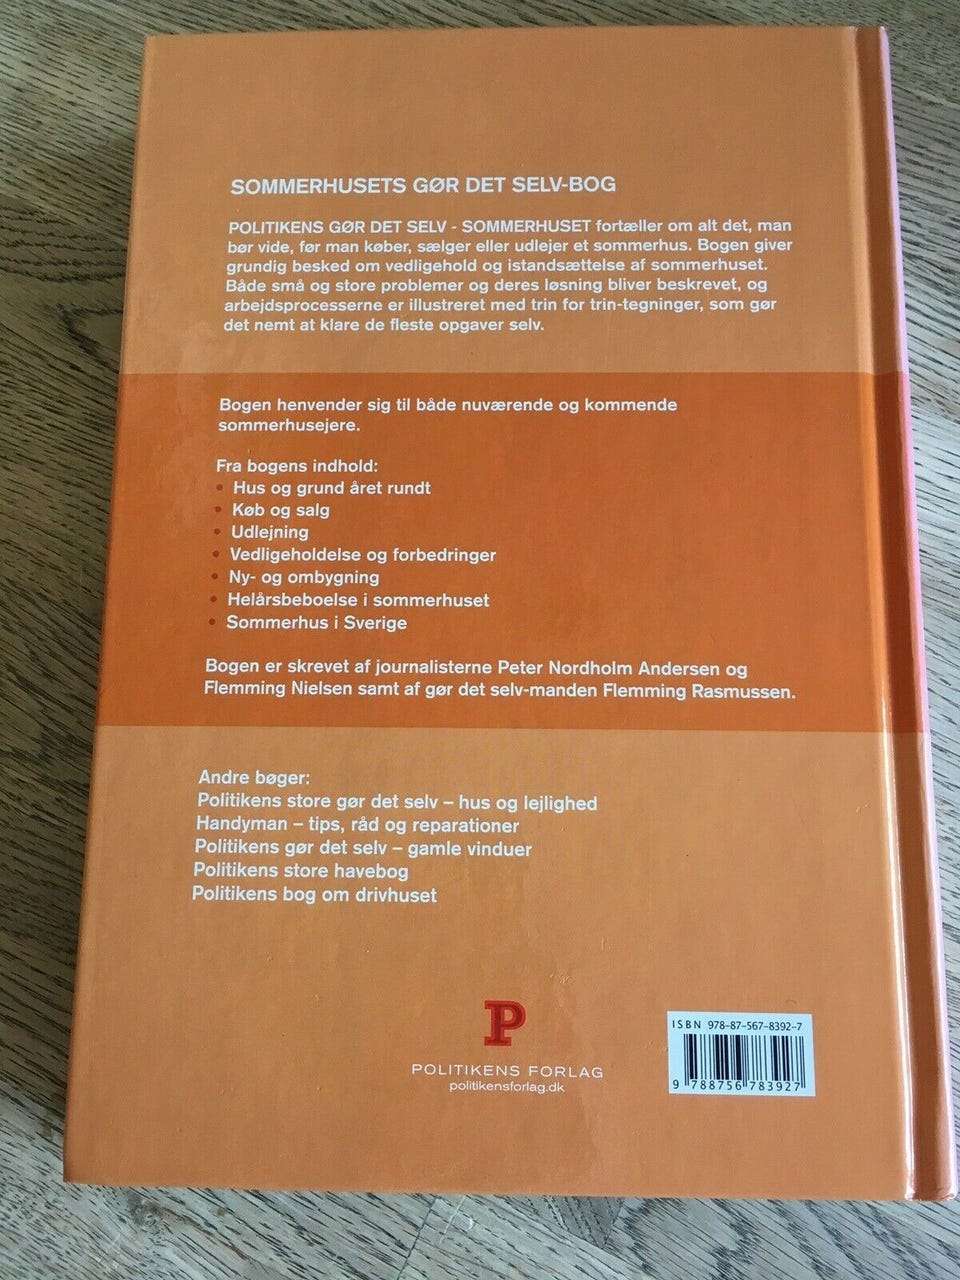 SOMMERHUSETS GØR DET SELV-BOG
POLITIKENS GØR DET SELV - SOMMERHUSET fortæller om alt det, man
bør vide, før man køber, sælger eller udlejer et sommerhus. Bogen giver
grundig besked om vedligehold og istandsættelse af sommerhuset.
Både små og store problemer og deres løsning bliver beskrevet, og
arbejdsprocesserne er illustreret med trin for trin-tegninger, som gør
det nemt at klare de fleste opgaver selv.
Bogen henvender sig til både nuværende og kommende
sommerhusejere.
Fra bogens indhold:
• Hus og grund året rundt
• Køb og salg
• Udlejning
• Vedligeholdelse og forbedringer
• Ny- og ombygning
• Helårsbeboelse i sommerhuset
• Sommerhus i Sverige
Bogen er skrevet af journalisterne Peter Nordholm Andersen og
Flemming Nielsen samt af gør det selv-manden Flemming Rasmussen.
Andre bøger:
Politikens store gør det selv – hus og lejlighed
Handyman – tips, råd og reparationer
Politikens gør det selv – gamle vinduer
Politikens store havebog
Politikens bog om drivhuset
P
POLITIKENS FORLAG
politikensforlag.dk
ISBN 978-87-567-8392-7
9 788756 783927